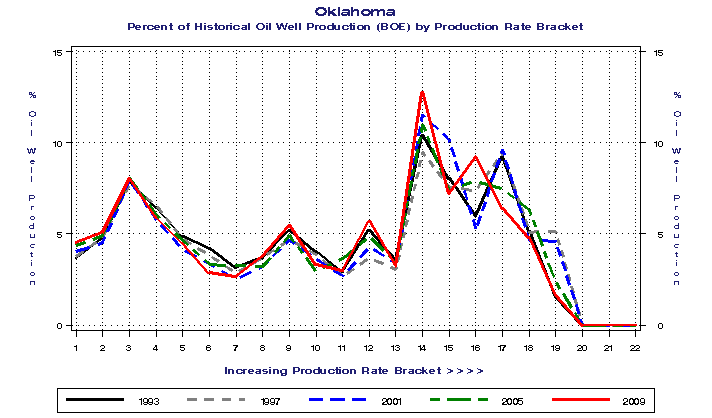 Oklahoma
Percent of Historical Oil Well Production (BOE) by Production Rate Bracket
15 15
10 10
5 5
0 0
% Oil Well Production
% Oil Well Production
1 2 3 4 5 6 7 8 9 10 11 12 13 14 15 16 17 18 19 20 21 22
Increasing Production Rate Bracket >>>>
1993 1997 2001 2005 2009